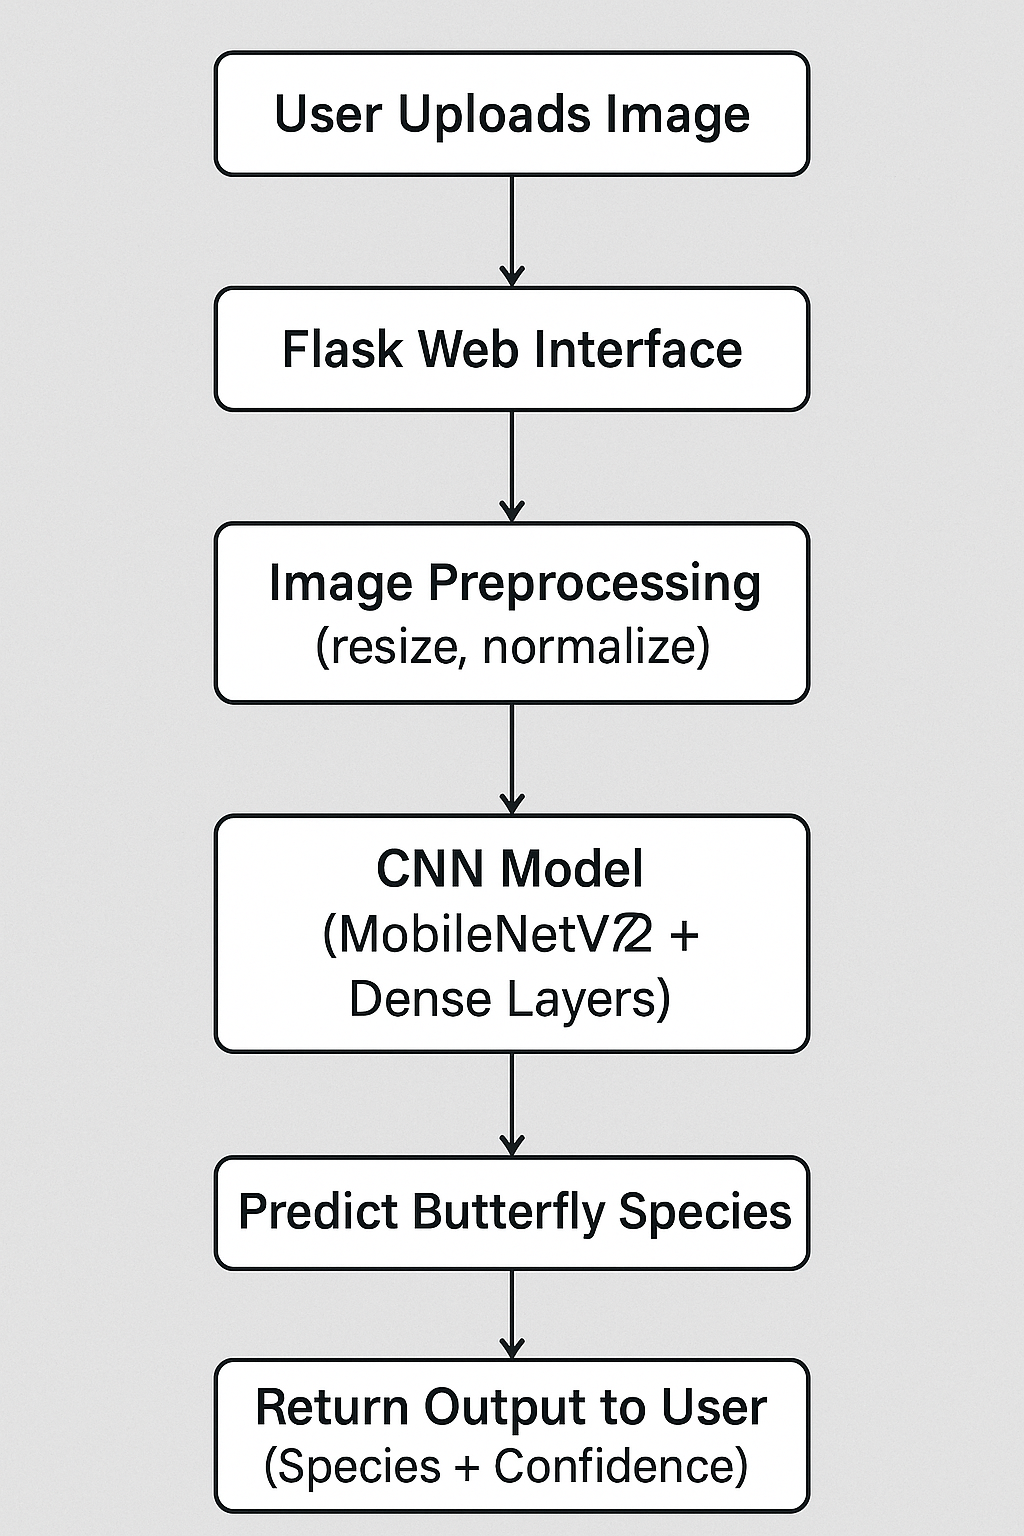 User Uploads Image
Flask Web Interface
Image Preprocessing
(resize, normalize)
CNN Model
(MobileNetV2 +
Dense Layers)
Predict Butterfly Species
Return Output to User
(Species + Confidence)